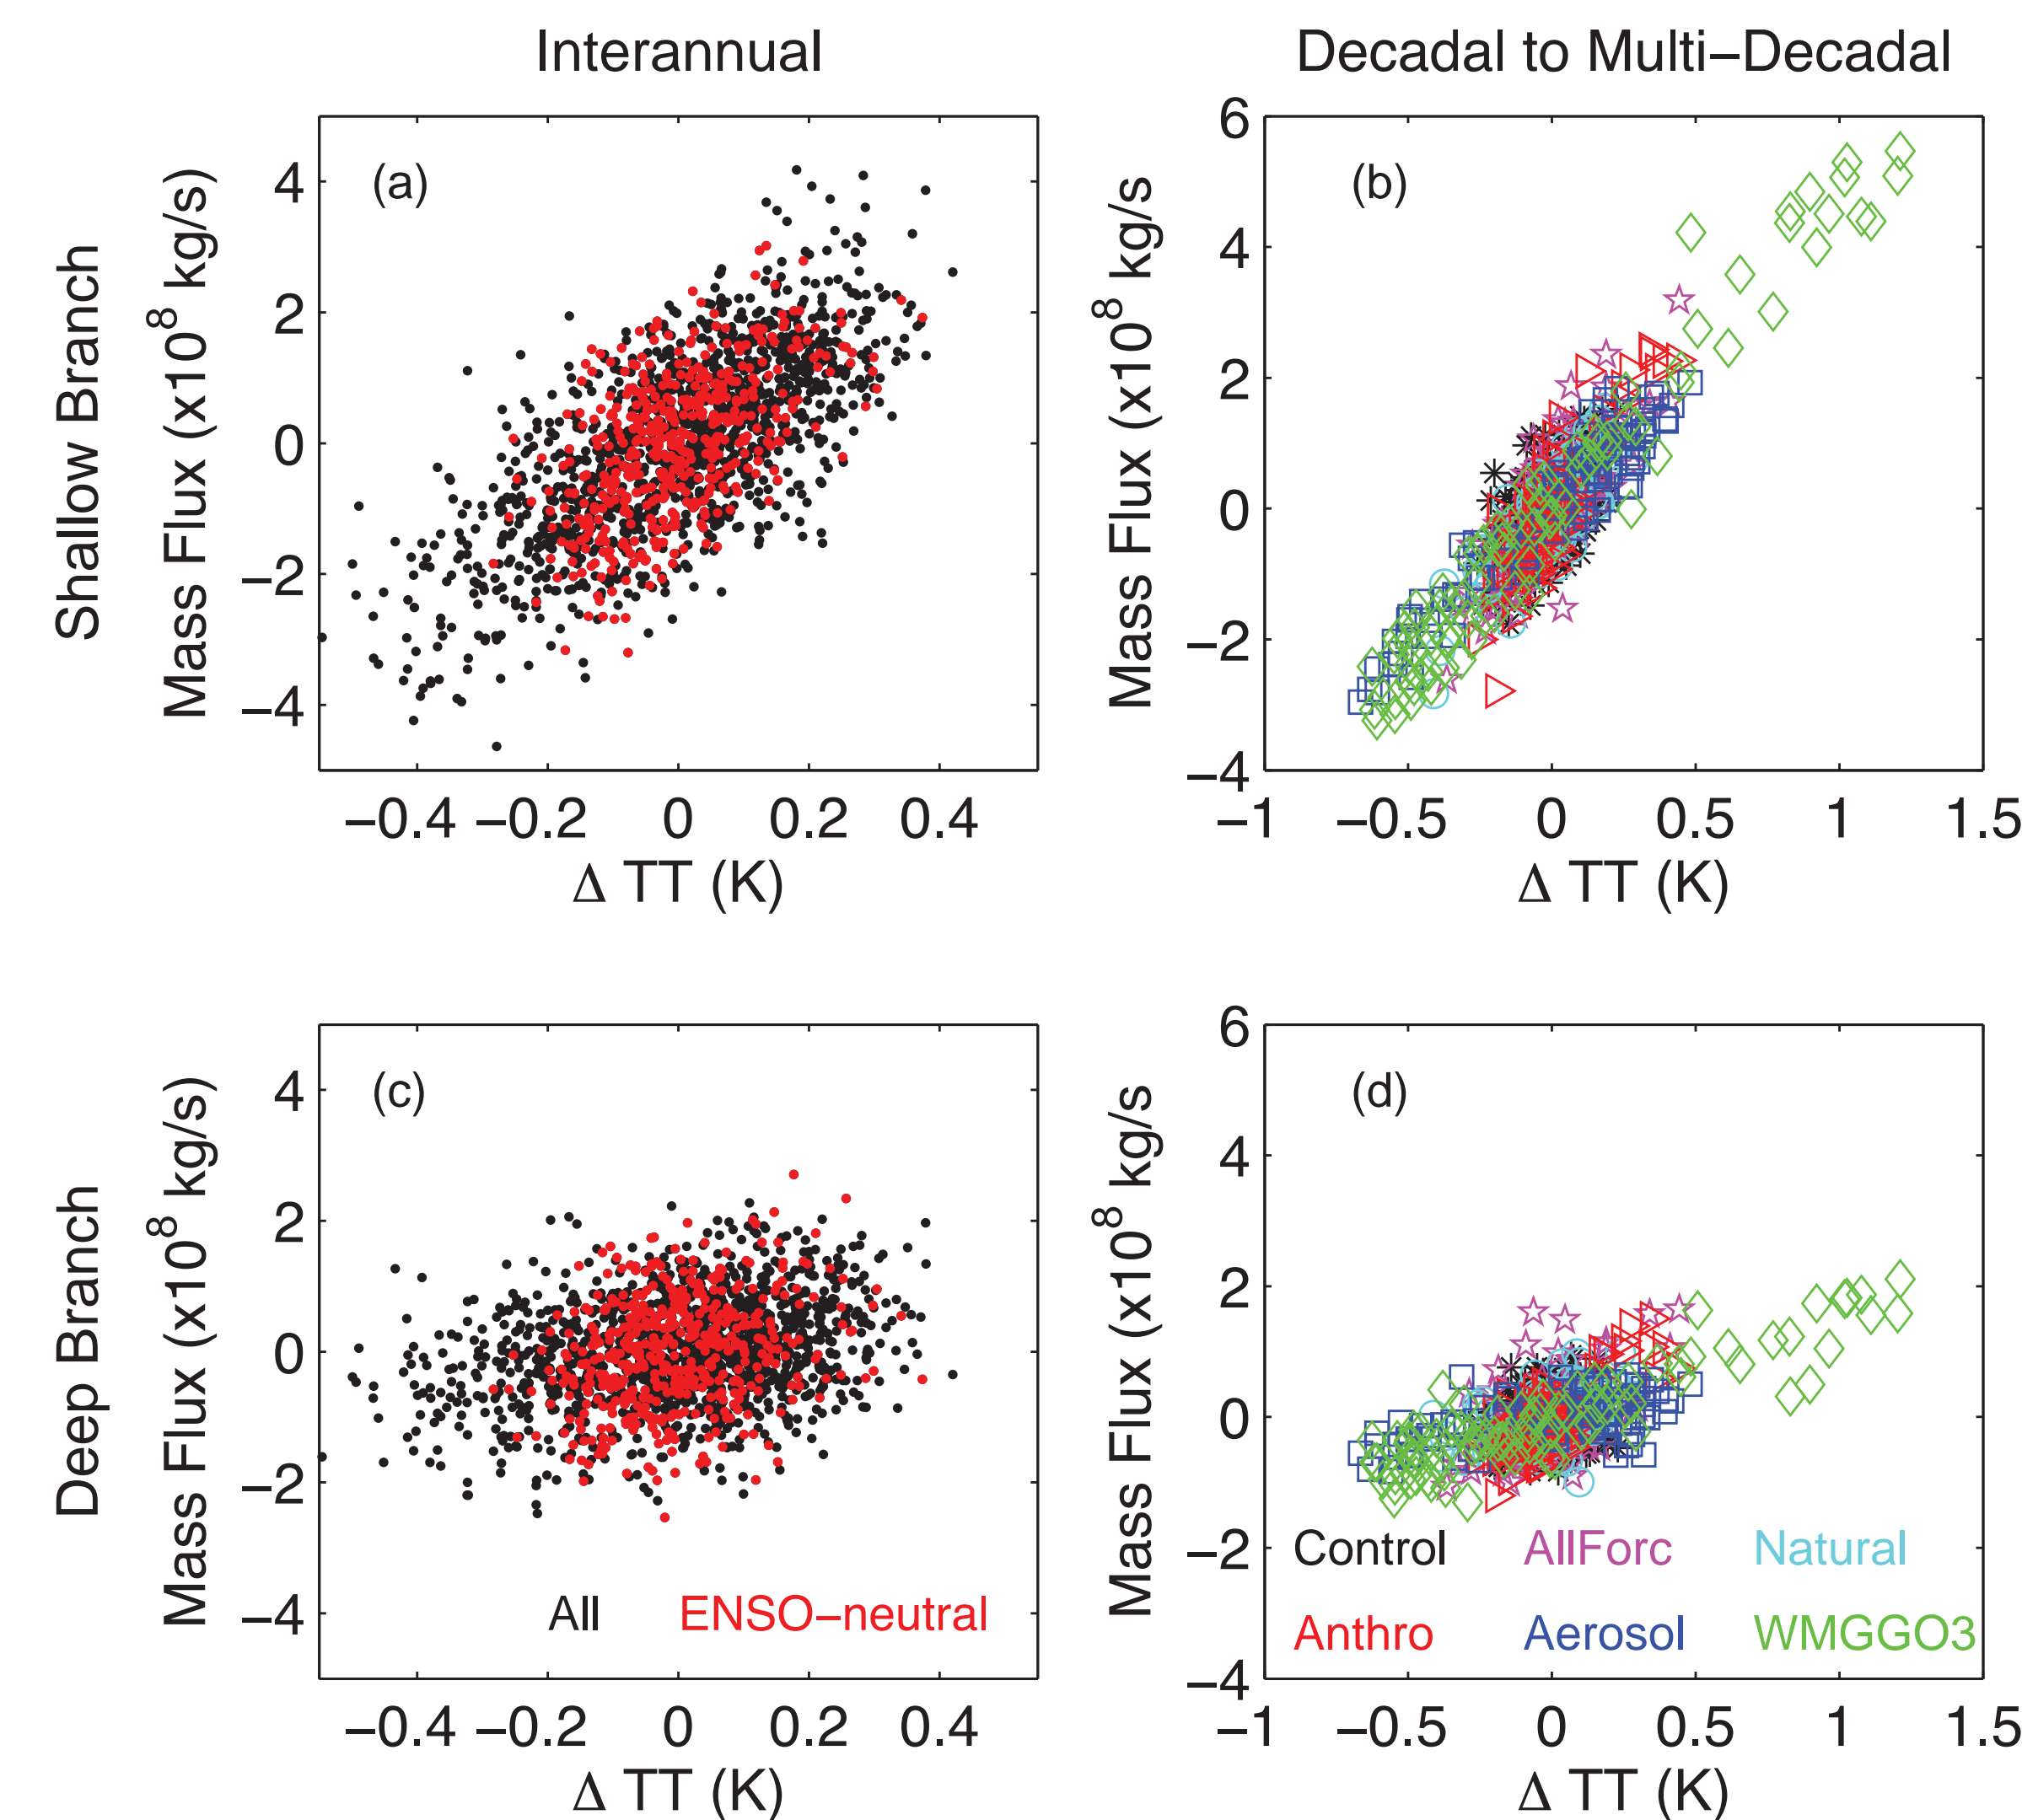 Interannual
Decadal to Multi−Decadal
Shallow Branch
Mass Flux (x10⁸ kg/s)
4
2
0
−2
−4
(a)
−0.4 −0.2 0 0.2 0.4
Δ TT (K)
Mass Flux (x10⁸ kg/s
6
4
2
0
−2
−4
(b)
−1 −0.5 0 0.5 1 1.5
Δ TT (K)
Deep Branch
Mass Flux (x10⁸ kg/s)
4
2
0
−2
−4
(c)
All ENSO−neutral
−0.4 −0.2 0 0.2 0.4
Δ TT (K)
Mass Flux (x10⁸ kg/s
6
4
2
0
−2
−4
(d)
Control AllForc Natural
Anthro Aerosol WMGGO3
−1 −0.5 0 0.5 1 1.5
Δ TT (K)